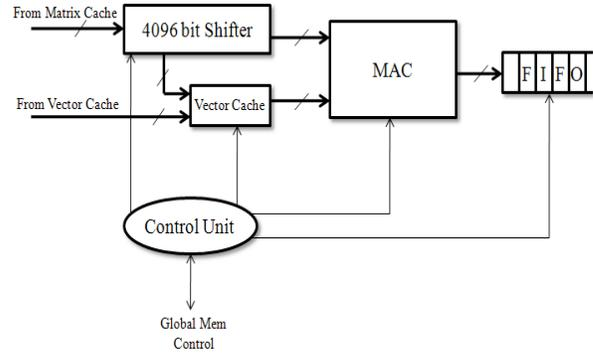 From Matrix Cache
4096 bit Shifter
MAC
F I F O
From Vector Cache
Vector Cache
Control Unit
Global Mem
Control